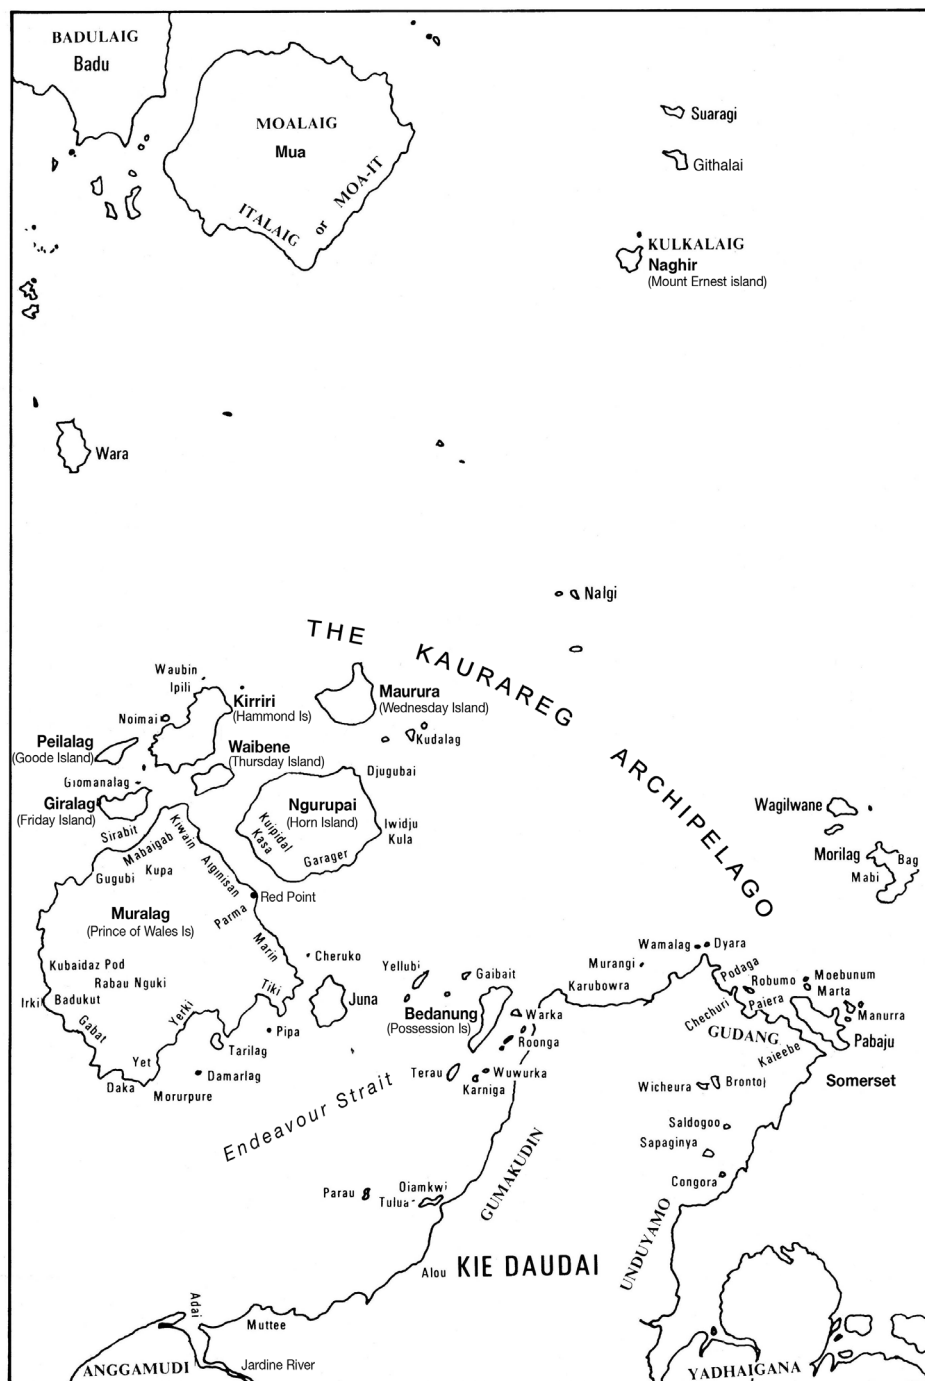 BADULAIG
Badu
MOALAIG
Mua
ITALAIG or MOA-IT
Suaragi
Githalai
KULKALAIG
Naghir
(Mount Ernest island)
Wara
Nalgi
THE KAURAREG ARCHIPELAGO
Waubin
Ipili
Kirriri
(Hammond Is)
Maurura
(Wednesday Island)
Noimai
Peilalag
(Goode Island)
Waibene
(Thursday Island)
Kudalag
Djugubai
Giomanalag
Giralag
(Friday Island)
Ngurupai
(Horn Island)
Kuipidal
Kasa
Garager
Iwidju
Kula
Wagilwane
Morilag
Bag
Mabi
Sirabit
Mabaigab
Kiwain
Gugubi
Kupa
Aiginisan
Red Point
Muralag
(Prince of Wales Is)
Parma
Marin
Kubaidaz Pod
Rabau Nguki
Tiki
Irki
Badukut
Gabat
Yerki
Yet
Daka
Morurpure
Tarilag
Damarlag
Pipa
Cheruko
Juna
Yellubi
Gaibait
Bedanung
(Possession Is)
Warka
Roonga
Terau
Wuwurka
Karniga
Endeavour Strait
Wamalag
Dyara
Murangi
Karubowra
Podaga
Robumo
Moebunum
Marta
Chechuri
Paiera
Manurra
GUDANG
Pabaju
Kaieebe
Somerset
Wicheura
Brontoi
Saldogoo
Sapaginya
Congora
GUMAKUDIN
UNDUYAMO
Parau
Oiamkwi
Tulua
Alou
KIE DAUDAI
Adai
Muttee
ANGGAMUDI
Jardine River
YADHAIGANA